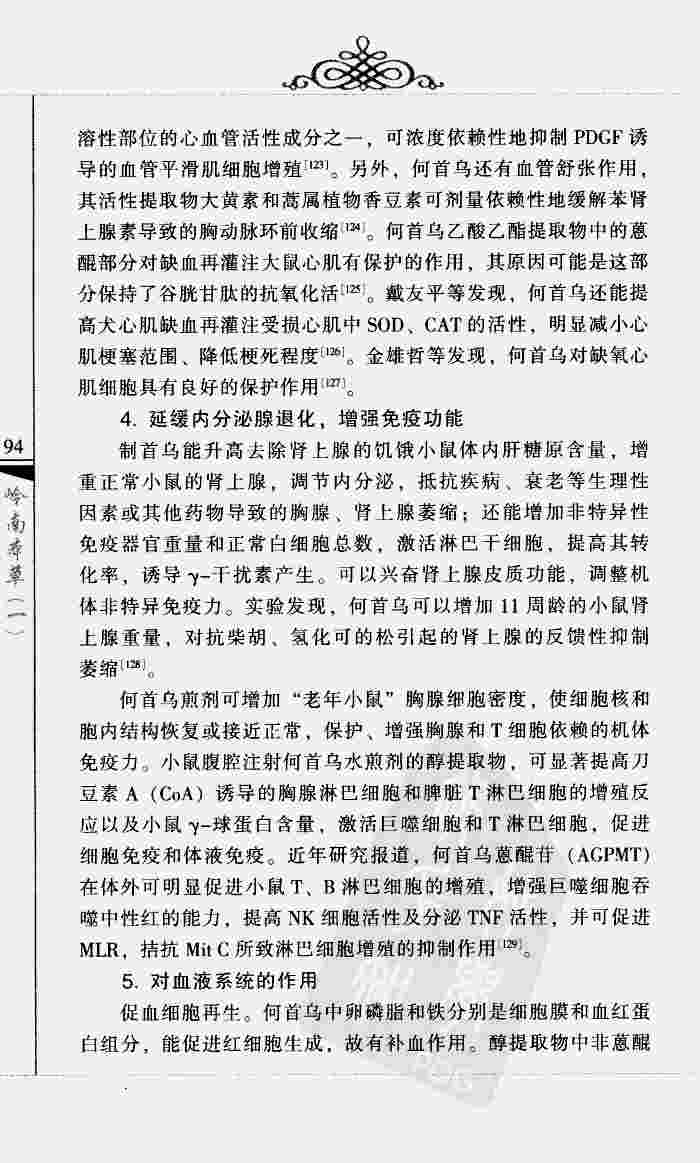 溶性部位的心血管活性成分之一，可浓度依赖性地抑制 PDGF 诱
导的血管平滑肌细胞增殖[123]。另外，何首乌还有血管舒张作用，
其活性提取物大黄素和蒿属植物香豆素可剂量依赖性地缓解苯肾
上腺素导致的胸动脉环前收缩[124]。何首乌乙酸乙酯提取物中的蒽
醌部分对缺血再灌注大鼠心肌有保护的作用，其原因可能是这部
分保持了谷胱甘肽的抗氧化活[125]。戴友平等发现，何首乌还能提
高犬心肌缺血再灌注受损心肌中 SOD、CAT 的活性，明显减小心
肌梗塞范围、降低梗死程度[126]。金雄哲等发现，何首乌对缺氧心
肌细胞具有良好的保护作用[127]。
4. 延缓内分泌腺退化，增强免疫功能
制首乌能升高去除肾上腺的饥饿小鼠体内肝糖原含量，增
重正常小鼠的肾上腺，调节内分泌，抵抗疾病、衰老等生理性
因素或其他药物导致的胸腺、肾上腺萎缩；还能增加非特异性
免疫器官重量和正常白细胞总数，激活淋巴干细胞，提高其转
化率，诱导 γ-干扰素产生。可以兴奋肾上腺皮质功能，调整机
体非特异免疫力。实验发现，何首乌可以增加 11 周龄的小鼠肾
上腺重量，对抗柴胡、氢化可的松引起的肾上腺的反馈性抑制
萎缩[128]。
何首乌煎剂可增加“老年小鼠”胸腺细胞密度，使细胞核和
胞内结构恢复或接近正常，保护、增强胸腺和 T 细胞依赖的机体
免疫力。小鼠腹腔注射何首乌水煎剂的醇提取物，可显著提高刀
豆素 A（CoA）诱导的胸腺淋巴细胞和脾脏 T 淋巴细胞的增殖反
应以及小鼠 γ-球蛋白含量，激活巨噬细胞和 T 淋巴细胞，促进
细胞免疫和体液免疫。近年研究报道，何首乌蒽醌苷（AGPMT）
在体外可明显促进小鼠 T、B 淋巴细胞的增殖，增强巨噬细胞吞
噬中性红的能力，提高 NK 细胞活性及分泌 TNF 活性，并可促进
MLR，拮抗 Mit C 所致淋巴细胞增殖的抑制作用[129]。
5. 对血液系统的作用
促血细胞再生。何首乌中卵磷脂和铁分别是细胞膜和血红蛋
白组分，能促进红细胞生成，故有补血作用。醇提取物中非蒽醌
94
岭南本草（一）